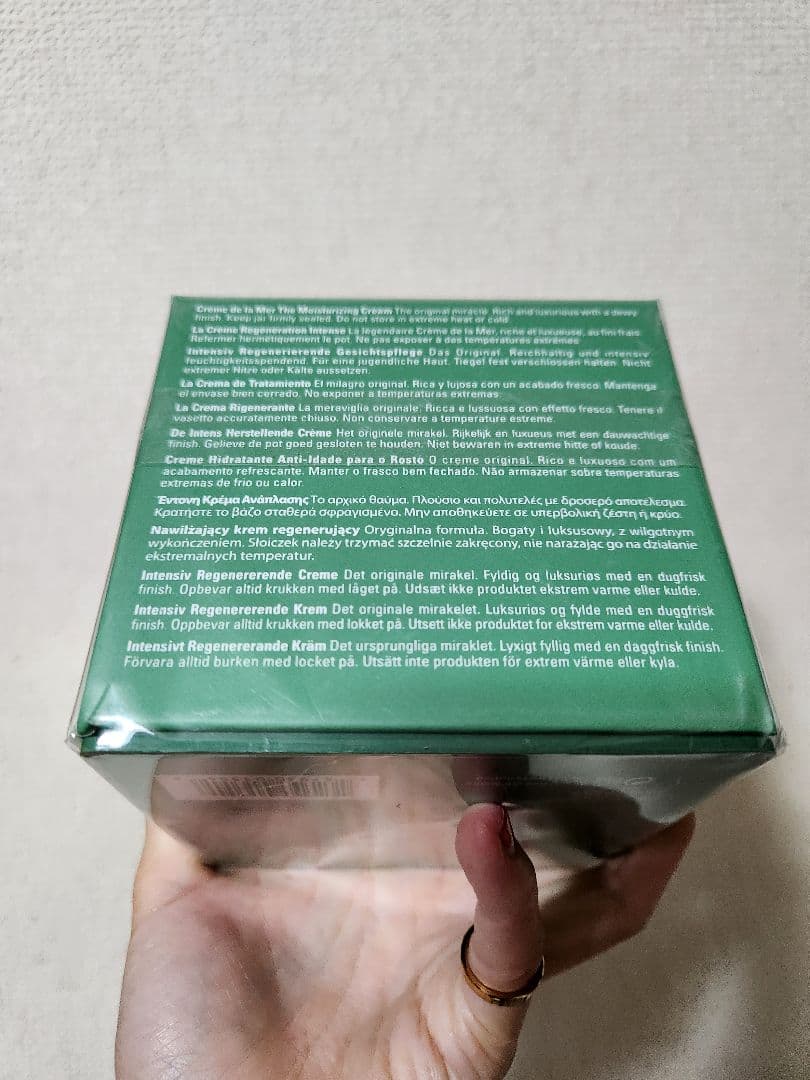 Creme de la Mer The Moisturizing Cream The original miracle. Rich and luxurious with a dewy
finish. Keep jar firmly sealed. Do not store in extreme heat or cold.
La Creme Regeneration Intense La légendaire Crème de la Mer, riche et luxueuse, au fini frais.
Refermer hermétiquement le pot. Ne pas exposer à des températures extrêmes.
Intensiv Regenerierende Gesichtspflege Das Original. Reichhaltig und intensiv
feuchtigkeitsspendend. Für eine jugendliche Haut. Tiegel fest verschlossen halten. Nicht
extremer Hitze oder Kälte aussetzen.
La Crema de Tratamiento El milagro original. Rica y lujosa con un acabado fresco. Mantenga
el envase bien cerrado. No exponer a temperaturas extremas.
La Crema Rigenerante La meraviglia originale. Ricca e lussuosa con effetto fresco. Tenere il
vasetto accuratamente chiuso. Non conservare a temperature estreme.
De Intens Herstellende Crème Het originele mirakel. Rijkelijk en luxueus met een dauwachtige
finish. Gelieve de pot goed gesloten te houden. Niet bewaren in extreme hitte of koude.
Creme Hidratante Anti-Idade para o Rosto O creme original. Rico e luxuoso com um
acabamento refrescante. Manter o frasco bem fechado. Não armazenar sobre temperaturas
extremas de frio ou calor.
Έντονη Κρέμα Ανάπλασης Το αρχικό θαύμα. Πλούσιο και πολυτελές με δροσερό αποτέλεσμα.
Κρατήστε το βάζο σταθερά σφραγισμένο. Μην αποθηκεύετε σε υπερβολική ζέστη ή κρύο.
Nawilżający krem regenerujący Oryginalna formuła. Bogaty i luksusowy, z wilgotnym
wykończeniem. Słoiczek należy trzymać szczelnie zakręcony, nie narażając go na działanie
ekstremalnych temperatur.
Intensiv Regenererende Creme Det originale mirakel. Fyldig og luksuriøs med en dugfrisk
finish. Opbevar altid krukken med låget på. Udsæt ikke produktet ekstrem varme eller kulde.
Intensiv Regenererende Krem Det originale mirakelet. Luksuriøs og fylde med en duggfrisk
finish. Oppbevar alltid krukken med lokket på. Utsett ikke produktet for ekstrem varme eller kulde.
Intensivt Regenererande Kräm Det ursprungliga miraklet. Lyxigt fyllig med en daggfrisk finish.
Förvara alltid burken med locket på. Utsätt inte produkten för extrem värme eller kyla.